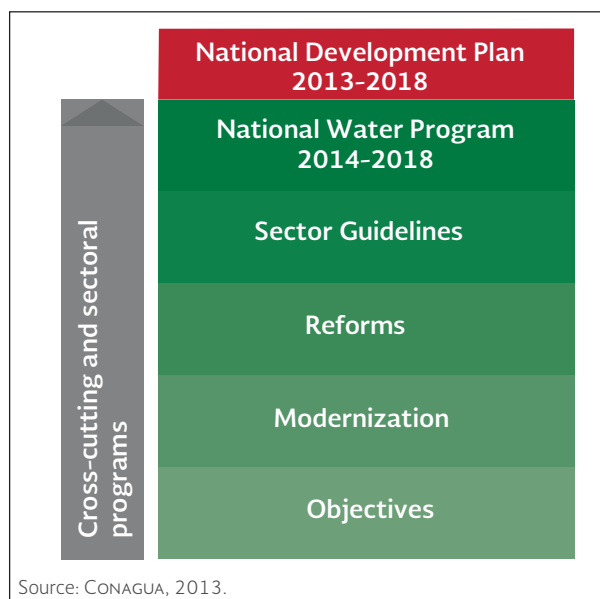 National Development Plan
2013-2018
National Water Program
2014-2018
Sector Guidelines
Reforms
Modernization
Objectives
Cross-cutting and sectoral
programs
Source: CONAGUA, 2013.